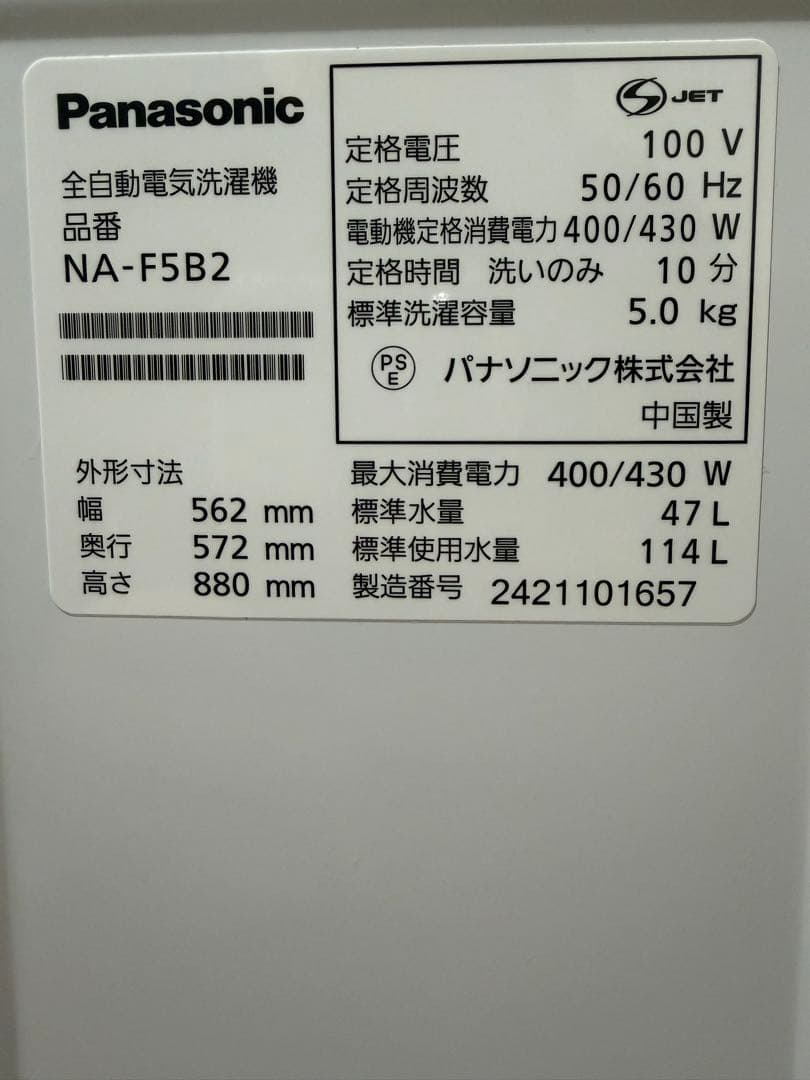 Panasonic
全自動電気洗濯機
品番
NA-F5B2
JET
定格電圧 100 V
定格周波数 50/60 Hz
電動機定格消費電力 400/430 W
定格時間 洗いのみ 10 分
標準洗濯容量 5.0 kg
PSE パナソニック株式会社
中国製
外形寸法
幅 562 mm
奥行 572 mm
高さ 880 mm
最大消費電力 400/430 W
標準水量 47 L
標準使用水量 114 L
製造番号 2421101657